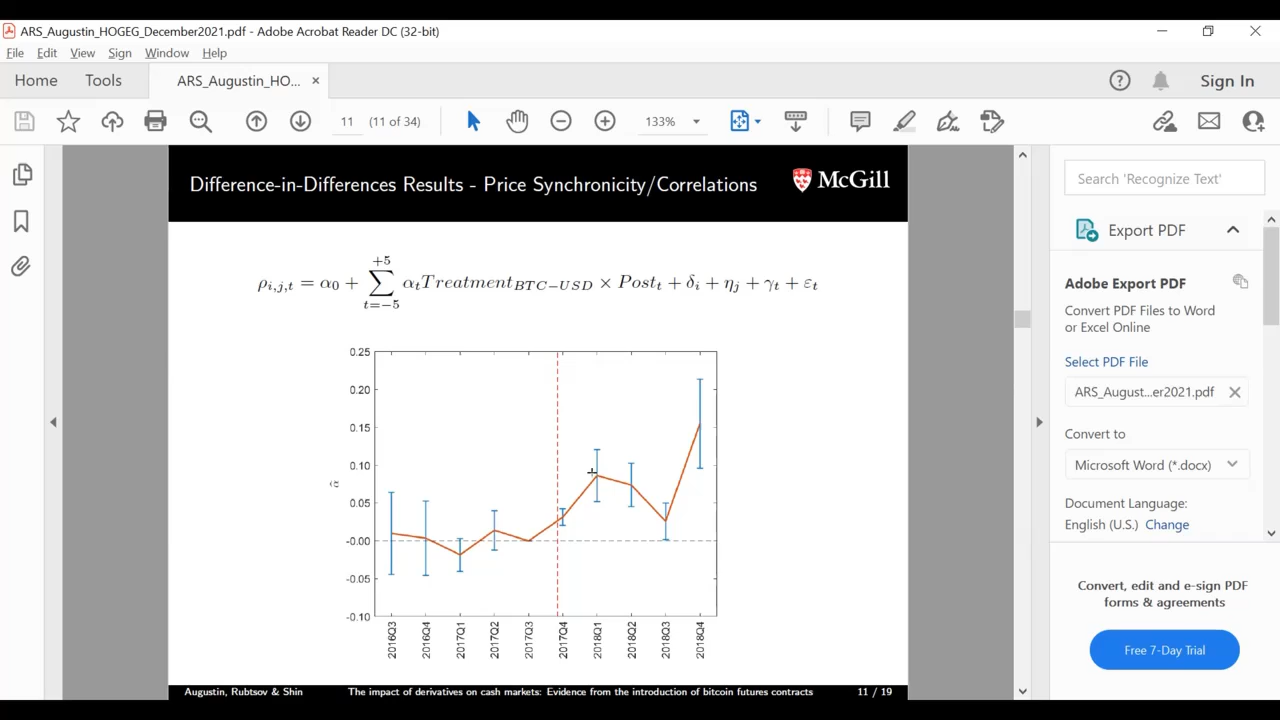 ARS_Augustin_HOGEG_December2021.pdf - Adobe Acrobat Reader DC (32-bit)
File Edit View Sign Window Help
Home Tools ARS_Augustin_HO... × Sign In
11 (11 of 34) 133%
Difference-in-Differences Results - Price Synchronicity/Correlations
McGill
ρi,j,t = α0 + ∑ αtTreatmentBTC−USD × Postt + δi + ηj + γt + εt
+5
t=−5
0.25
0.20
0.15
0.10
0.05
-0.00
-0.05
-0.10
α̂
2016Q3 2016Q4 2017Q1 2017Q2 2017Q3 2017Q4 2018Q1 2018Q2 2018Q3 2018Q4
Augustin, Rubtsov & Shin The impact of derivatives on cash markets: Evidence from the introduction of bitcoin futures contracts 11 / 19
Search 'Recognize Text'
Export PDF
Adobe Export PDF
Convert PDF Files to Word
or Excel Online
Select PDF File
ARS_August...er2021.pdf
Convert to
Microsoft Word (*.docx)
Document Language:
English (U.S.) Change
Convert, edit and e-sign PDF
forms & agreements
Free 7-Day Trial